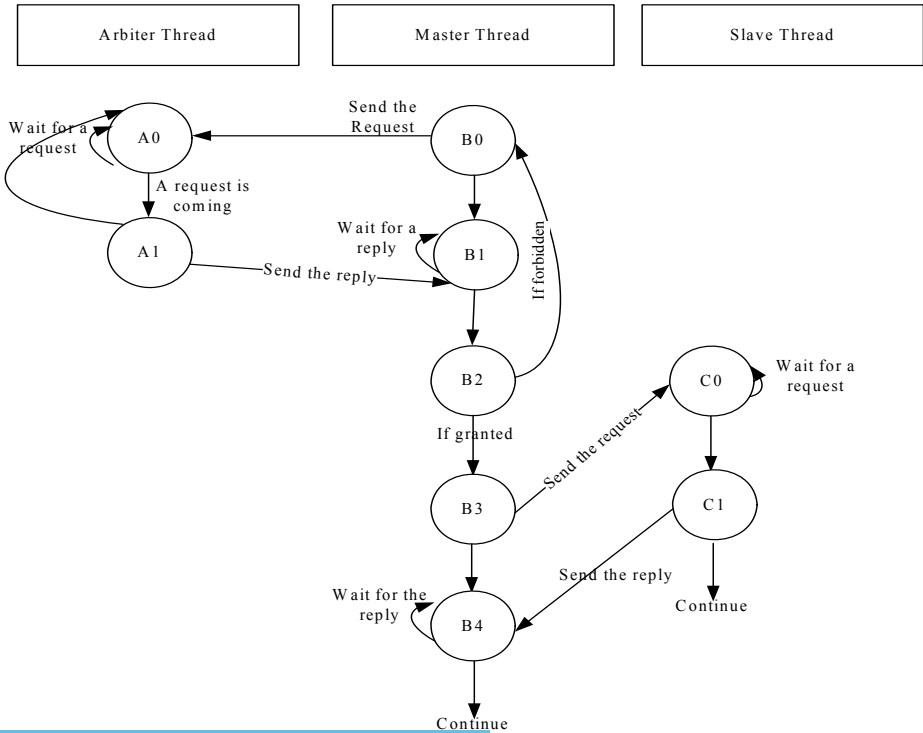 Arbiter Thread
Master Thread
Slave Thread
Send the
Request
Wait for a
request
A0
B0
A request is
coming
Wait for a
reply
A1
B1
Send the reply
If forbidden
B2
C0
Wait for a
request
If granted
Send the request
B3
C1
Send the reply
Wait for the
reply
B4
Continue
Continue